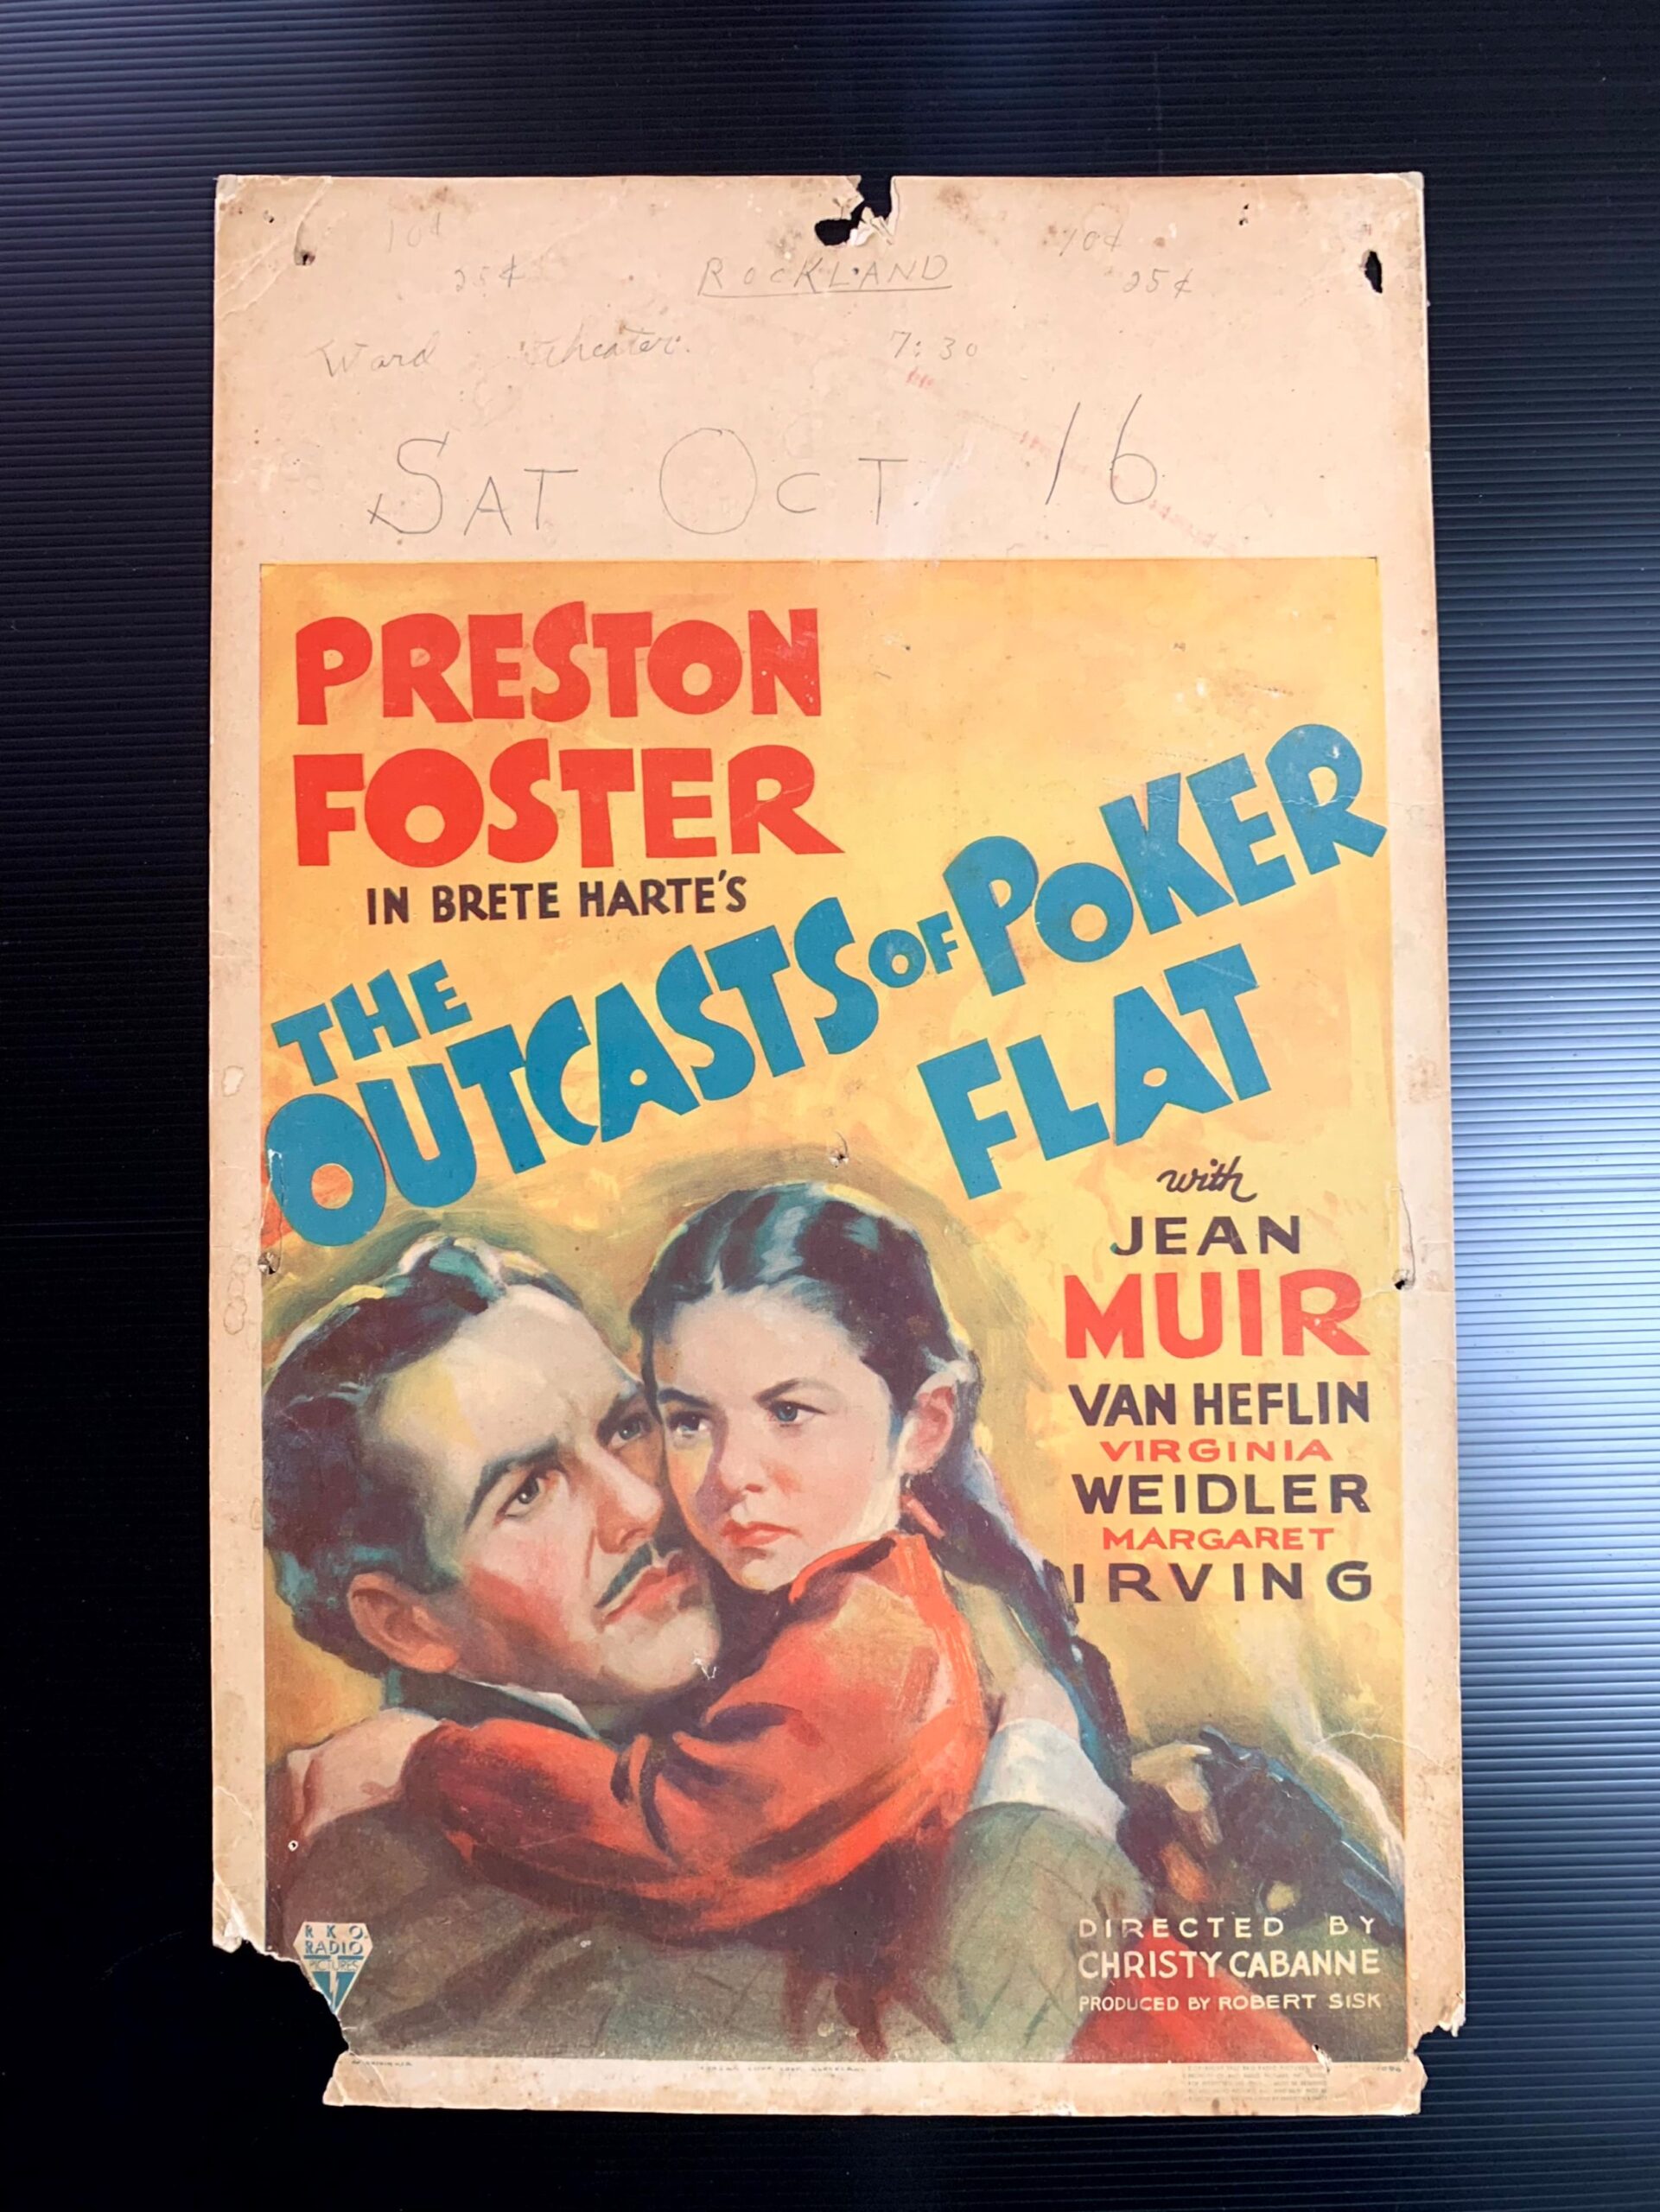 10¢ 10¢
25¢ ROCKLAND 25¢
Ward Theater. 7:30
SAT OCT 16
PRESTON
FOSTER
IN BRETE HARTE'S
THE
OUTCASTS OF POKER
FLAT
with
JEAN
MUIR
VAN HEFLIN
VIRGINIA
WEIDLER
MARGARET
IRVING
R K O
RADIO
PICTURES
DIRECTED BY
CHRISTY CABANNE
PRODUCED BY ROBERT SISK